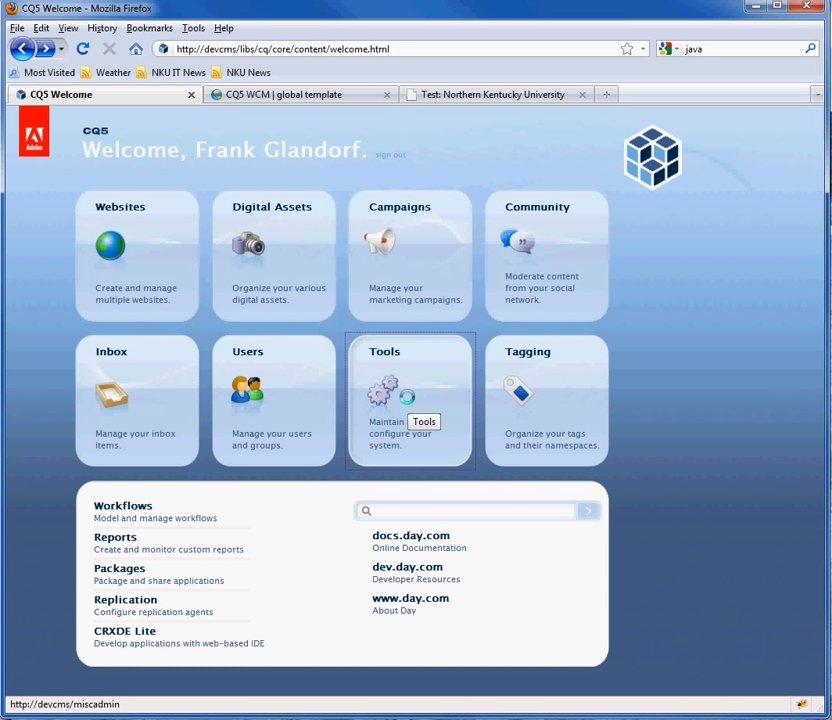 CQ5 Welcome - Mozilla Firefox
File Edit View History Bookmarks Tools Help
http://devcms/libs/cq/core/content/welcome.html
java
Most Visited Weather NKU IT News NKU News
CQ5 Welcome
CQ5 WCM | global template
Test: Northern Kentucky University
Adobe
CQ5
Welcome, Frank Glandorf.
sign out
Websites
Create and manage
multiple websites.
Digital Assets
Organize your various
digital assets.
Campaigns
Manage your
marketing campaigns.
Community
Moderate content
from your social
network.
Inbox
Manage your inbox
items.
Users
Manage your users
and groups.
Tools
Maintain
Tools
configure your
system.
Tagging
Organize your tags
and their namespaces.
Workflows
Model and manage workflows
Reports
Create and monitor custom reports
Packages
Package and share applications
Replication
Configure replication agents
CRXDE Lite
Develop applications with web-based IDE
docs.day.com
Online Documentation
dev.day.com
Developer Resources
www.day.com
About Day
http://devcms/miscadmin